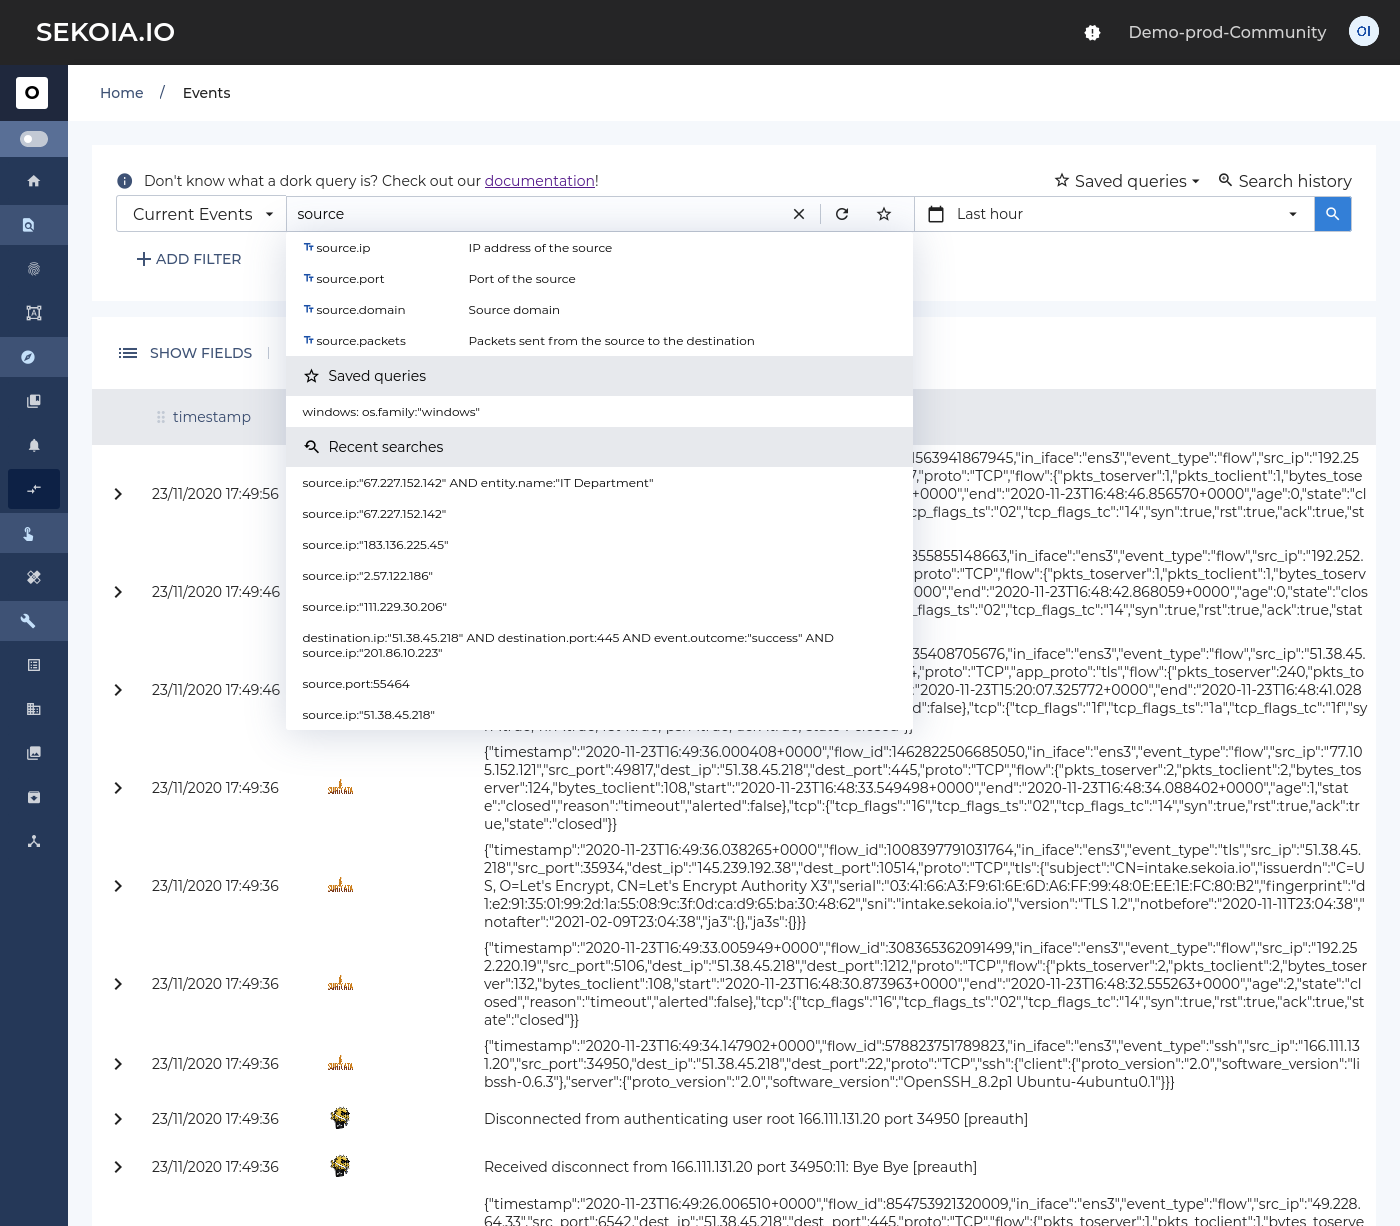 SEKOIA.IO
Demo-prod-Community
OI
O
Home / Events
Don't know what a dork query is? Check out our documentation!
Saved queries
Search history
Current Events
source
Last hour
ADD FILTER
source.ip IP address of the source
source.port Port of the source
source.domain Source domain
source.packets Packets sent from the source to the destination
SHOW FIELDS
Saved queries
windows: os.family:"windows"
timestamp
Recent searches
source.ip:"67.227.152.142" AND entity.name:"IT Department"
source.ip:"67.227.152.142"
source.ip:"183.136.225.45"
source.ip:"2.57.122.186"
source.ip:"111.229.30.206"
destination.ip:"51.38.45.218" AND destination.port:445 AND event.outcome:"success" AND
source.ip:"201.86.10.223"
source.port:55464
source.ip:"51.38.45.218"
23/11/2020 17:49:56
563941867945,"in_iface":"ens3","event_type":"flow","src_ip":"192.25
7,"proto":"TCP","flow":{"pkts_toserver":1,"pkts_toclient":1,"bytes_tose
+0000","end":"2020-11-23T16:48:46.856570+0000","age":0,"state":"cl
cp_flags_ts":"02","tcp_flags_tc":"14","syn":true,"rst":true,"ack":true,"st
23/11/2020 17:49:46
855855148663,"in_iface":"ens3","event_type":"flow","src_ip":"192.252.
proto":"TCP","flow":{"pkts_toserver":1,"pkts_toclient":1,"bytes_toserv
000","end":"2020-11-23T16:48:42.868059+0000","age":0,"state":"clos
_flags_ts":"02","tcp_flags_tc":"14","syn":true,"rst":true,"ack":true,"stat
23/11/2020 17:49:46
35408705676,"in_iface":"ens3","event_type":"flow","src_ip":"51.38.45.
,"proto":"TCP","app_proto":"tls","flow":{"pkts_toserver":240,"pkts_to
"2020-11-23T15:20:07.325772+0000","end":"2020-11-23T16:48:41.028
d":false},"tcp":{"tcp_flags":"1f","tcp_flags_ts":"1a","tcp_flags_tc":"1f","sy
23/11/2020 17:49:36
SURICATA
{"timestamp":"2020-11-23T16:49:36.000408+0000","flow_id":1462822506685050,"in_iface":"ens3","event_type":"flow","src_ip":"77.10
5.152.121","src_port":49817,"dest_ip":"51.38.45.218","dest_port":445,"proto":"TCP","flow":{"pkts_toserver":2,"pkts_toclient":2,"bytes_tos
erver":124,"bytes_toclient":108,"start":"2020-11-23T16:48:33.549498+0000","end":"2020-11-23T16:48:34.088402+0000","age":1,"stat
e":"closed","reason":"timeout","alerted":false},"tcp":{"tcp_flags":"16","tcp_flags_ts":"02","tcp_flags_tc":"14","syn":true,"rst":true,"ack":tr
ue,"state":"closed"}}
23/11/2020 17:49:36
SURICATA
{"timestamp":"2020-11-23T16:49:36.038265+0000","flow_id":1008397791031764,"in_iface":"ens3","event_type":"tls","src_ip":"51.38.45.
218","src_port":35934,"dest_ip":"145.239.192.38","dest_port":10514,"proto":"TCP","tls":{"subject":"CN=intake.sekoia.io","issuerdn":"C=U
S, O=Let's Encrypt, CN=Let's Encrypt Authority X3","serial":"03:41:66:A3:F9:61:6E:6D:A6:FF:99:48:0E:EE:1E:FC:80:B2","fingerprint":"d
1:e2:91:35:01:99:2d:1a:55:08:9c:3f:0d:ca:d9:65:ba:30:48:62","sni":"intake.sekoia.io","version":"TLS 1.2","notbefore":"2020-11-11T23:04:38","
notafter":"2021-02-09T23:04:38","ja3":{},"ja3s":{}}}
23/11/2020 17:49:36
SURICATA
{"timestamp":"2020-11-23T16:49:33.005949+0000","flow_id":308365362091499,"in_iface":"ens3","event_type":"flow","src_ip":"192.25
2.220.19","src_port":5106,"dest_ip":"51.38.45.218","dest_port":1212,"proto":"TCP","flow":{"pkts_toserver":2,"pkts_toclient":2,"bytes_toser
ver":132,"bytes_toclient":108,"start":"2020-11-23T16:48:30.873963+0000","end":"2020-11-23T16:48:32.555263+0000","age":2,"state":"cl
osed","reason":"timeout","alerted":false},"tcp":{"tcp_flags":"16","tcp_flags_ts":"02","tcp_flags_tc":"14","syn":true,"rst":true,"ack":true,"st
ate":"closed"}}
23/11/2020 17:49:36
SURICATA
{"timestamp":"2020-11-23T16:49:34.147902+0000","flow_id":578823751789823,"in_iface":"ens3","event_type":"ssh","src_ip":"166.111.13
1.20","src_port":34950,"dest_ip":"51.38.45.218","dest_port":22,"proto":"TCP","ssh":{"client":{"proto_version":"2.0","software_version":"li
bssh-0.6.3"},"server":{"proto_version":"2.0","software_version":"OpenSSH_8.2p1 Ubuntu-4ubuntu0.1"}}}
23/11/2020 17:49:36
Disconnected from authenticating user root 166.111.131.20 port 34950 [preauth]
23/11/2020 17:49:36
Received disconnect from 166.111.131.20 port 34950:11: Bye Bye [preauth]
{"timestamp":"2020-11-23T16:49:26.006510+0000","flow_id":854753921320009,"in_iface":"ens3","event_type":"flow","src_ip":"49.228.
64.33","src_port":6542,"dest_ip":"51.38.45.218","dest_port":445,"proto":"TCP","flow":{"pkts_toserver":1,"pkts_toclient":1,"bytes_toserve